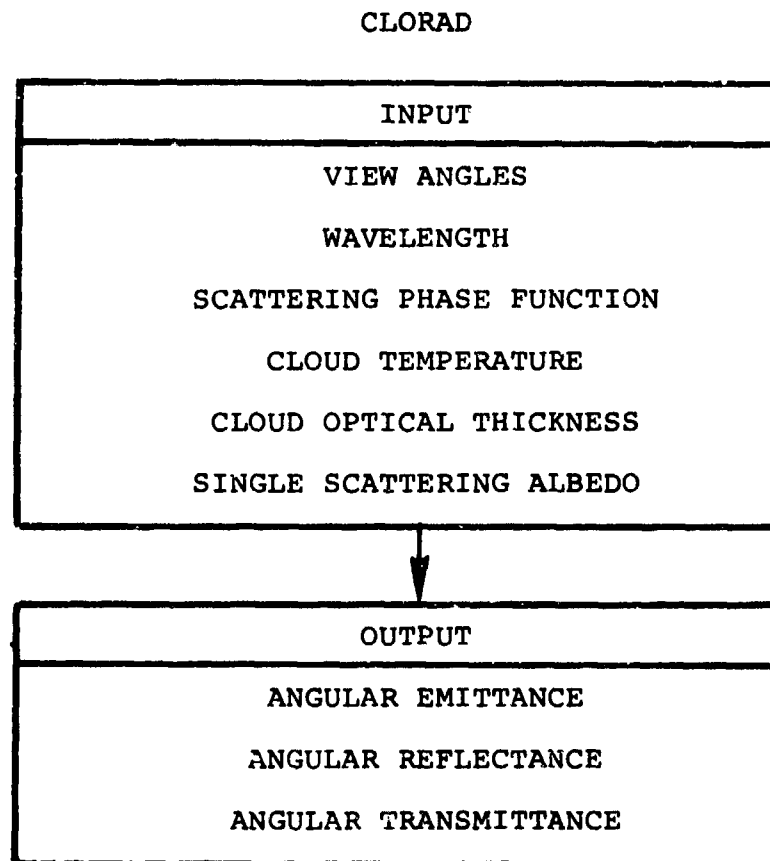 CLORAD
INPUT
VIEW ANGLES
WAVELENGTH
SCATTERING PHASE FUNCTION
CLOUD TEMPERATURE
CLOUD OPTICAL THICKNESS
SINGLE SCATTERING ALBEDO
OUTPUT
ANGULAR EMITTANCE
ANGULAR REFLECTANCE
ANGULAR TRANSMITTANCE